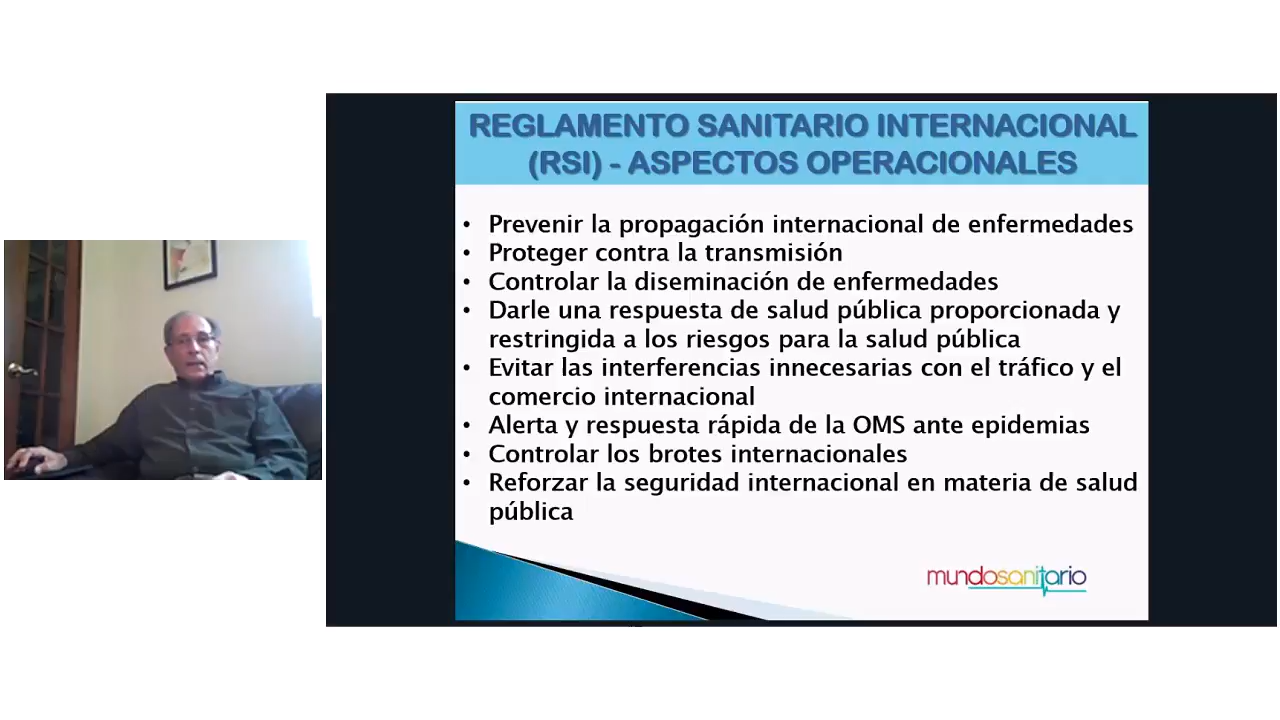 REGLAMENTO SANITARIO INTERNACIONAL
(RSI) - ASPECTOS OPERACIONALES
• Prevenir la propagación internacional de enfermedades
• Proteger contra la transmisión
• Controlar la diseminación de enfermedades
• Darle una respuesta de salud pública proporcionada y
restringida a los riesgos para la salud pública
• Evitar las interferencias innecesarias con el tráfico y el
comercio internacional
• Alerta y respuesta rápida de la OMS ante epidemias
• Controlar los brotes internacionales
• Reforzar la seguridad internacional en materia de salud
pública
mundosanitario